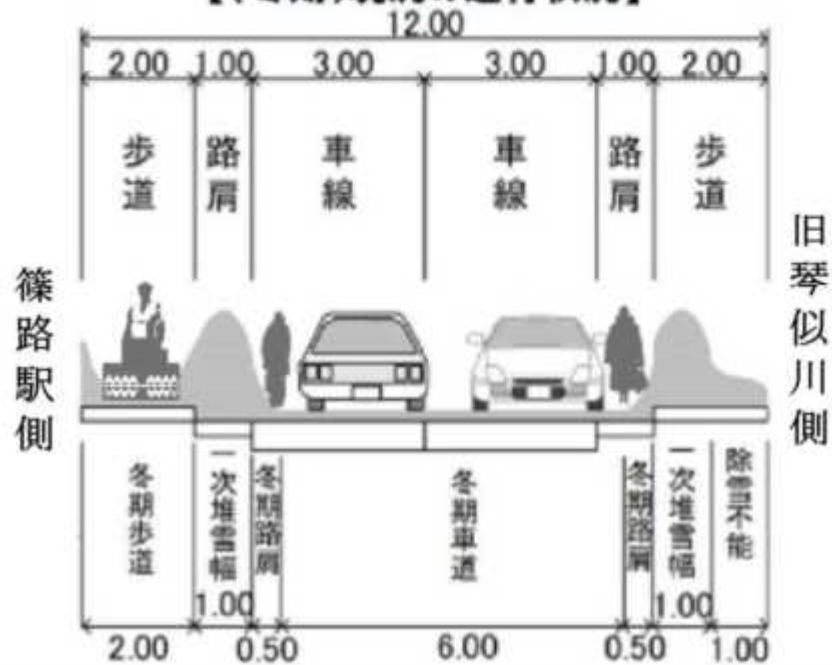 12.00
2.00 1.00 3.00 3.00 1.00 2.00
歩道
路肩
車線
車線
路肩
歩道
篠路駅側
旧琴似川側
冬期歩道
一次堆雪幅
冬期路肩
冬期車道
冬期路肩
一次堆雪幅
除雪不能
1.00 1.00
2.00 0.50 6.00 0.50 1.00